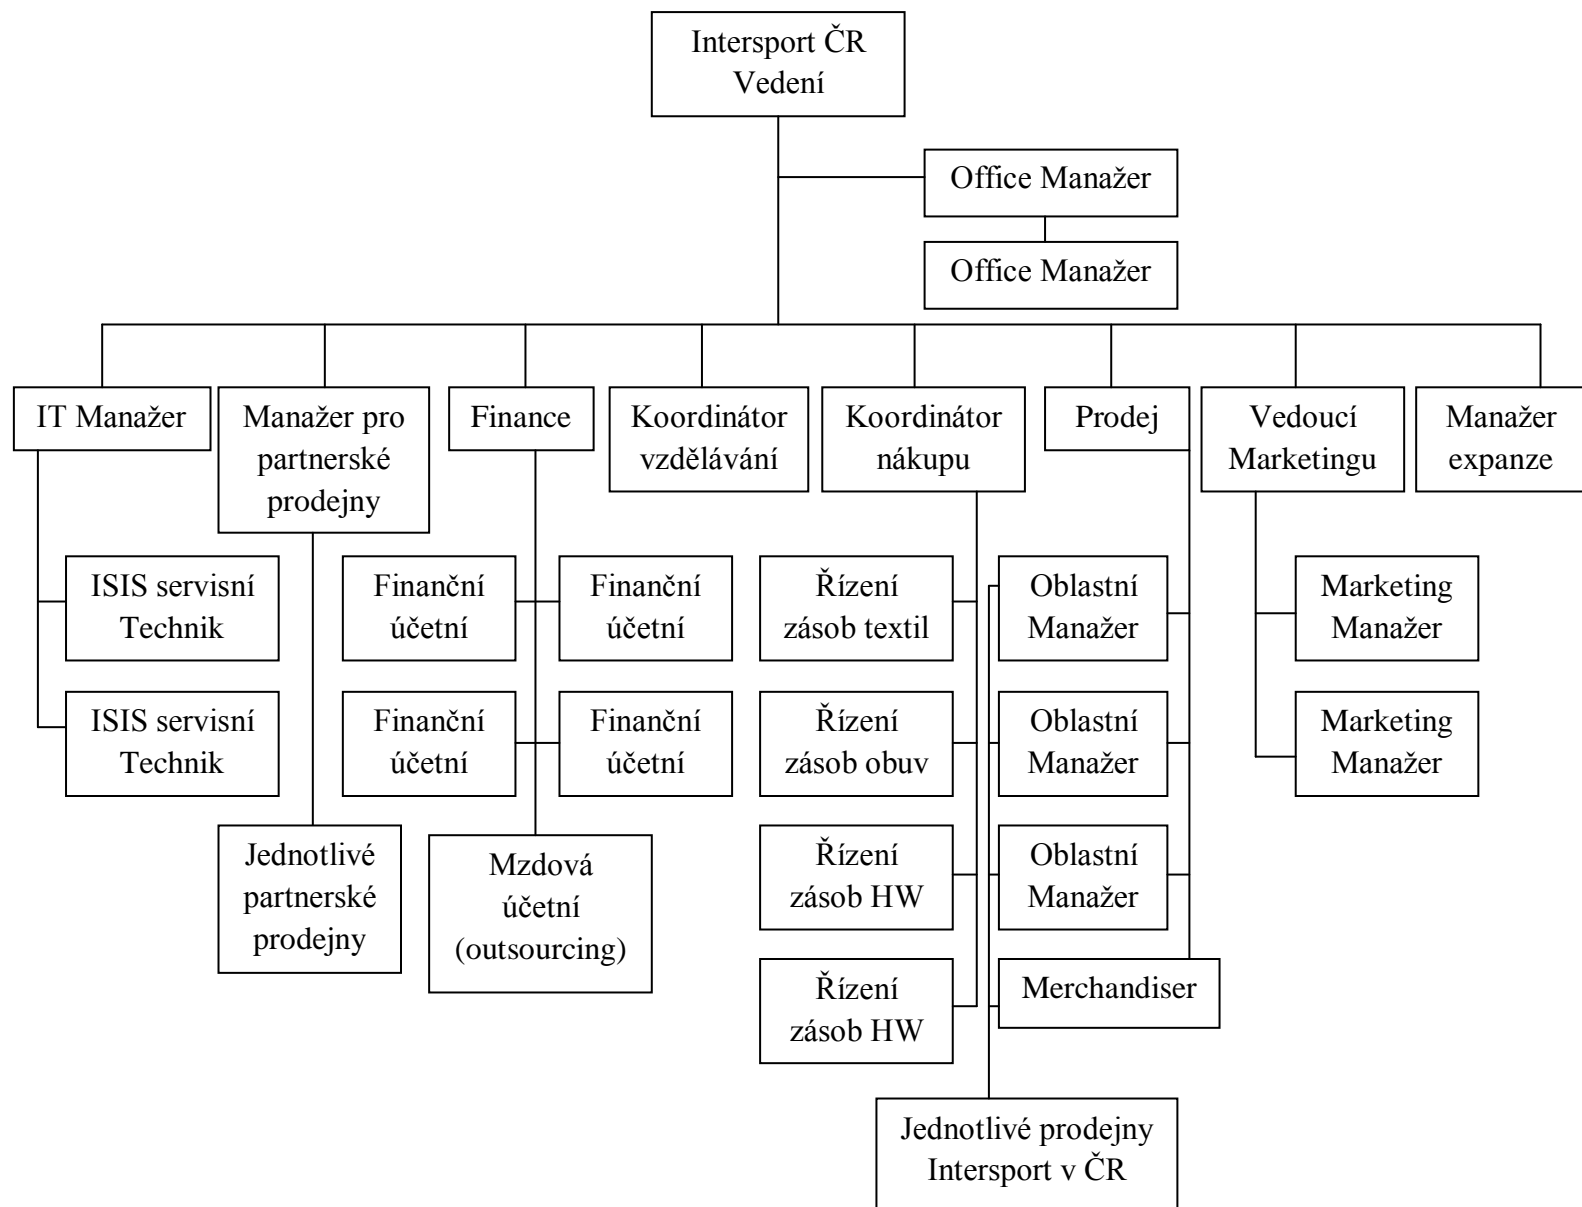 Intersport ČR
Vedení
Office Manažer
Office Manažer
IT Manažer
Manažer pro
partnerské
prodejny
Finance
Koordinátor
vzdělávání
Koordinátor
nákupu
Prodej
Vedoucí
Marketingu
Manažer
expanze
ISIS servisní
Technik
Finanční
účetní
Finanční
účetní
Řízení
zásob textil
Oblastní
Manažer
Marketing
Manažer
ISIS servisní
Technik
Finanční
účetní
Finanční
účetní
Řízení
zásob obuv
Oblastní
Manažer
Marketing
Manažer
Jednotlivé
partnerské
prodejny
Mzdová
účetní
(outsourcing)
Řízení
zásob HW
Oblastní
Manažer
Řízení
zásob HW
Merchandiser
Jednotlivé prodejny
Intersport v ČR